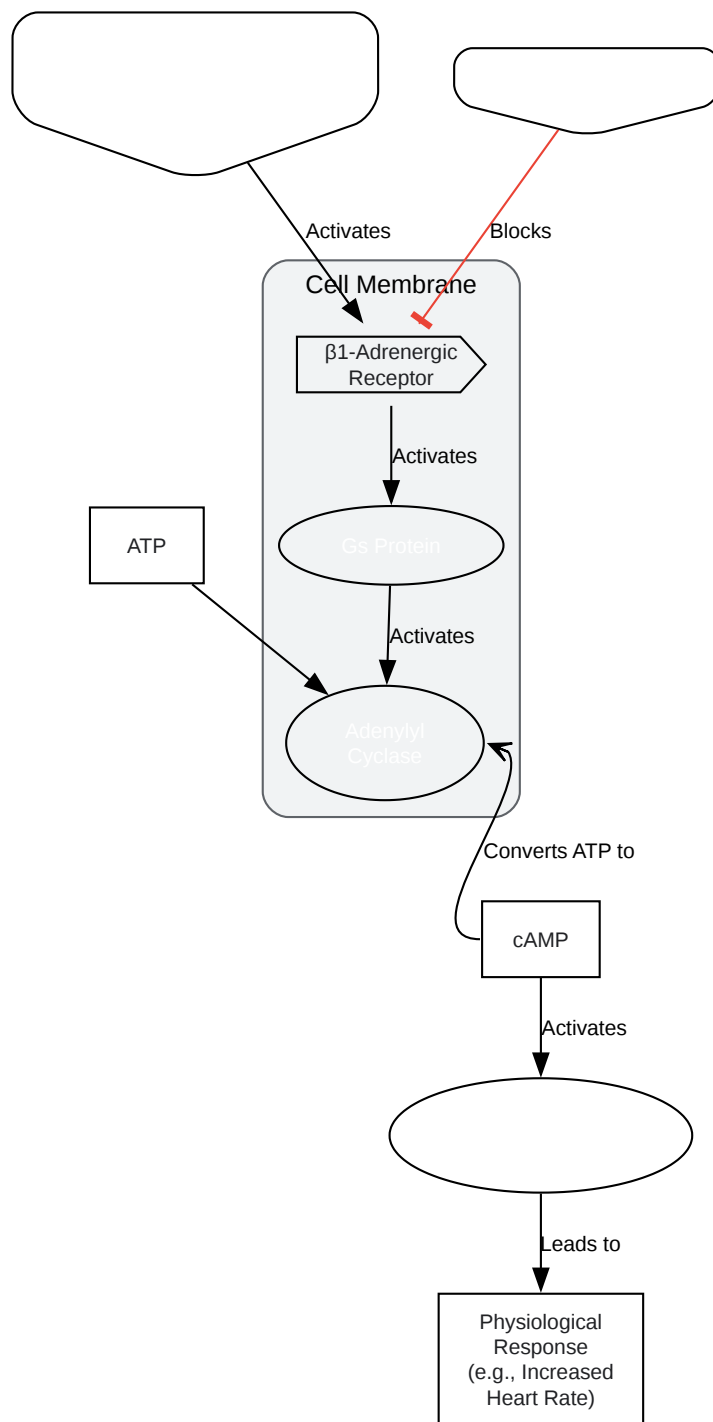 Activates
Blocks
Cell Membrane
β1-Adrenergic
Receptor
Activates
Gs Protein
ATP
Activates
Adenylyl
Cyclase
Converts ATP to
cAMP
Activates
Leads to
Physiological
Response
(e.g., Increased
Heart Rate)